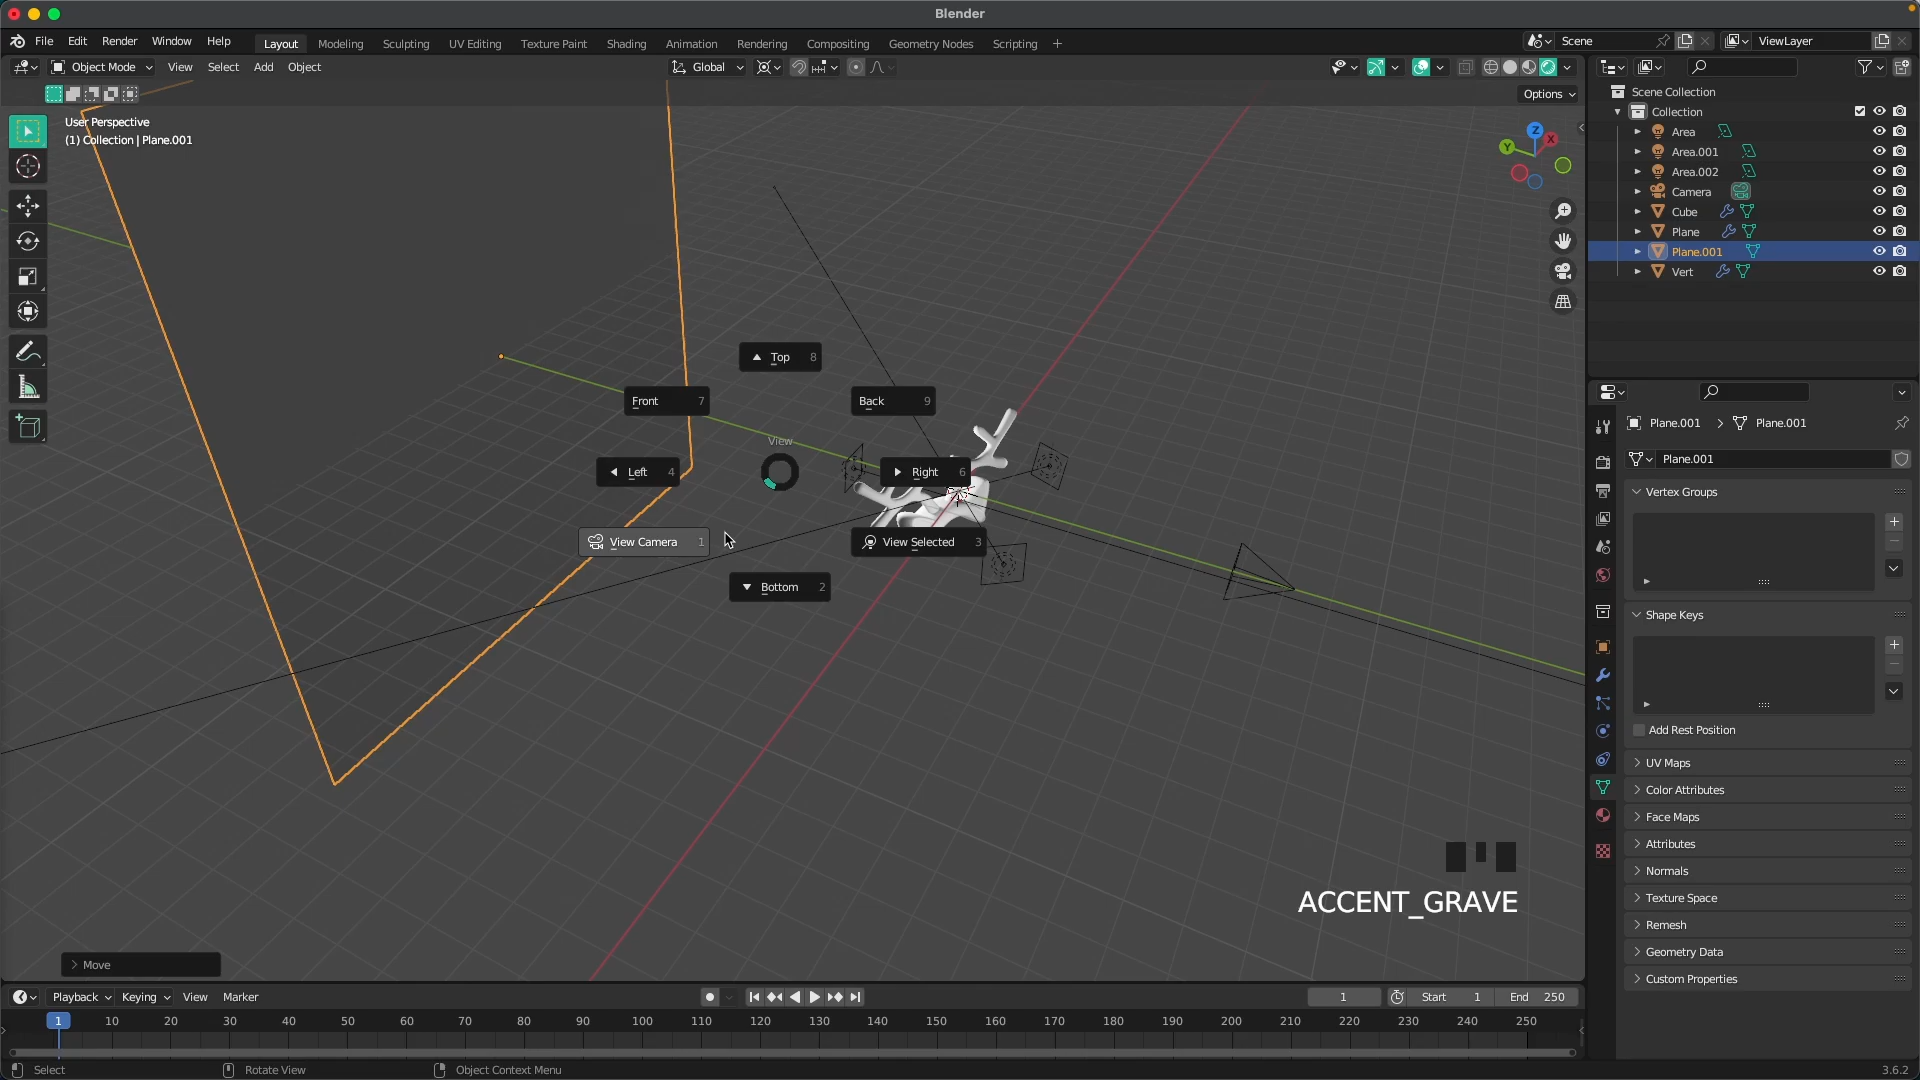 Blender
File Edit Render Window Help
Layout Modeling Sculpting UV Editing Texture Paint Shading Animation Rendering Compositing Geometry Nodes Scripting +
Scene
ViewLayer
Object Mode View Select Add Object
Global
Options
User Perspective
(1) Collection | Plane.001
Z
X
Y
Top 8
Front 7
Back 9
View
Left 4
Right 6
View Camera 1
View Selected 3
Bottom 2
ACCENT_GRAVE
Move
Scene Collection
Collection
Area
Area.001
Area.002
Camera
Cube
Plane
Plane.001
Vert
Plane.001 > Plane.001
Plane.001
Vertex Groups
Shape Keys
Add Rest Position
UV Maps
Color Attributes
Face Maps
Attributes
Normals
Texture Space
Remesh
Geometry Data
Custom Properties
Playback Keying View Marker
1
Start 1
End 250
1 10 20 30 40 50 60 70 80 90 100 110 120 130 140 150 160 170 180 190 200 210 220 230 240 250
Select
Rotate View
Object Context Menu
3.6.2